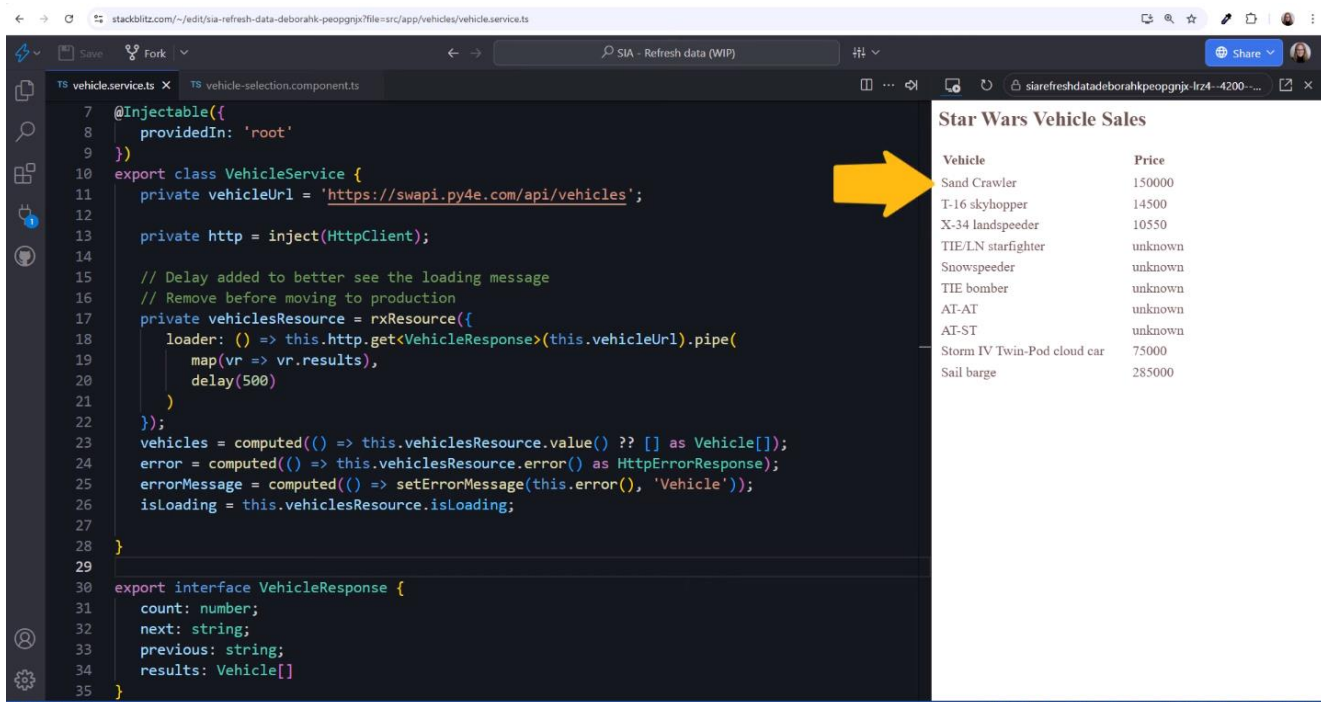 stackblitz.com/~/edit/sia-refresh-data-deborahk-peopgnjx?file=src/app/vehicles/vehicle.service.ts
Save
Fork
SIA - Refresh data (WIP)
Share
TS vehicle.service.ts
TS vehicle-selection.component.ts
siarefreshdatadeborahkpeopgnjx-lrz4--4200--...
7 @Injectable({
8 providedIn: 'root'
9 })
10 export class VehicleService {
11 private vehicleUrl = 'https://swapi.py4e.com/api/vehicles';
12
13 private http = inject(HttpClient);
14
15 // Delay added to better see the loading message
16 // Remove before moving to production
17 private vehiclesResource = rxResource({
18 loader: () => this.http.get<VehicleResponse>(this.vehicleUrl).pipe(
19 map(vr => vr.results),
20 delay(500)
21 )
22 });
23 vehicles = computed(() => this.vehiclesResource.value() ?? [] as Vehicle[]);
24 error = computed(() => this.vehiclesResource.error() as HttpErrorResponse);
25 errorMessage = computed(() => setErrorMessage(this.error(), 'Vehicle'));
26 isLoading = this.vehiclesResource.isLoading;
27
28 }
29
30 export interface VehicleResponse {
31 count: number;
32 next: string;
33 previous: string;
34 results: Vehicle[]
35 }
1
Star Wars Vehicle Sales
Vehicle Price
Sand Crawler 150000
T-16 skyhopper 14500
X-34 landspeeder 10550
TIE/LN starfighter unknown
Snowspeeder unknown
TIE bomber unknown
AT-AT unknown
AT-ST unknown
Storm IV Twin-Pod cloud car 75000
Sail barge 285000